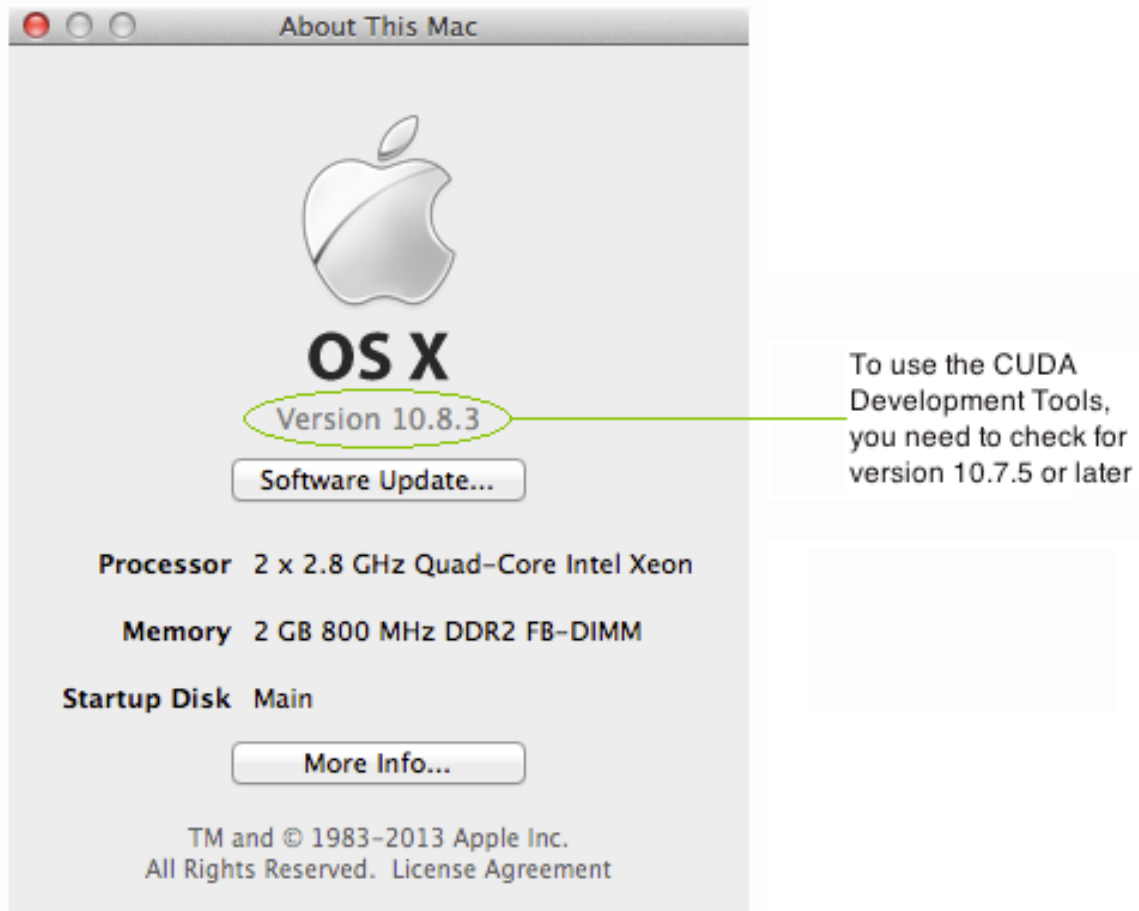 About This Mac
OS X
Version 10.8.3
To use the CUDA
Development Tools,
you need to check for
version 10.7.5 or later
Software Update...
Processor 2 x 2.8 GHz Quad-Core Intel Xeon
Memory 2 GB 800 MHz DDR2 FB-DIMM
Startup Disk Main
More Info...
TM and © 1983-2013 Apple Inc.
All Rights Reserved. License Agreement